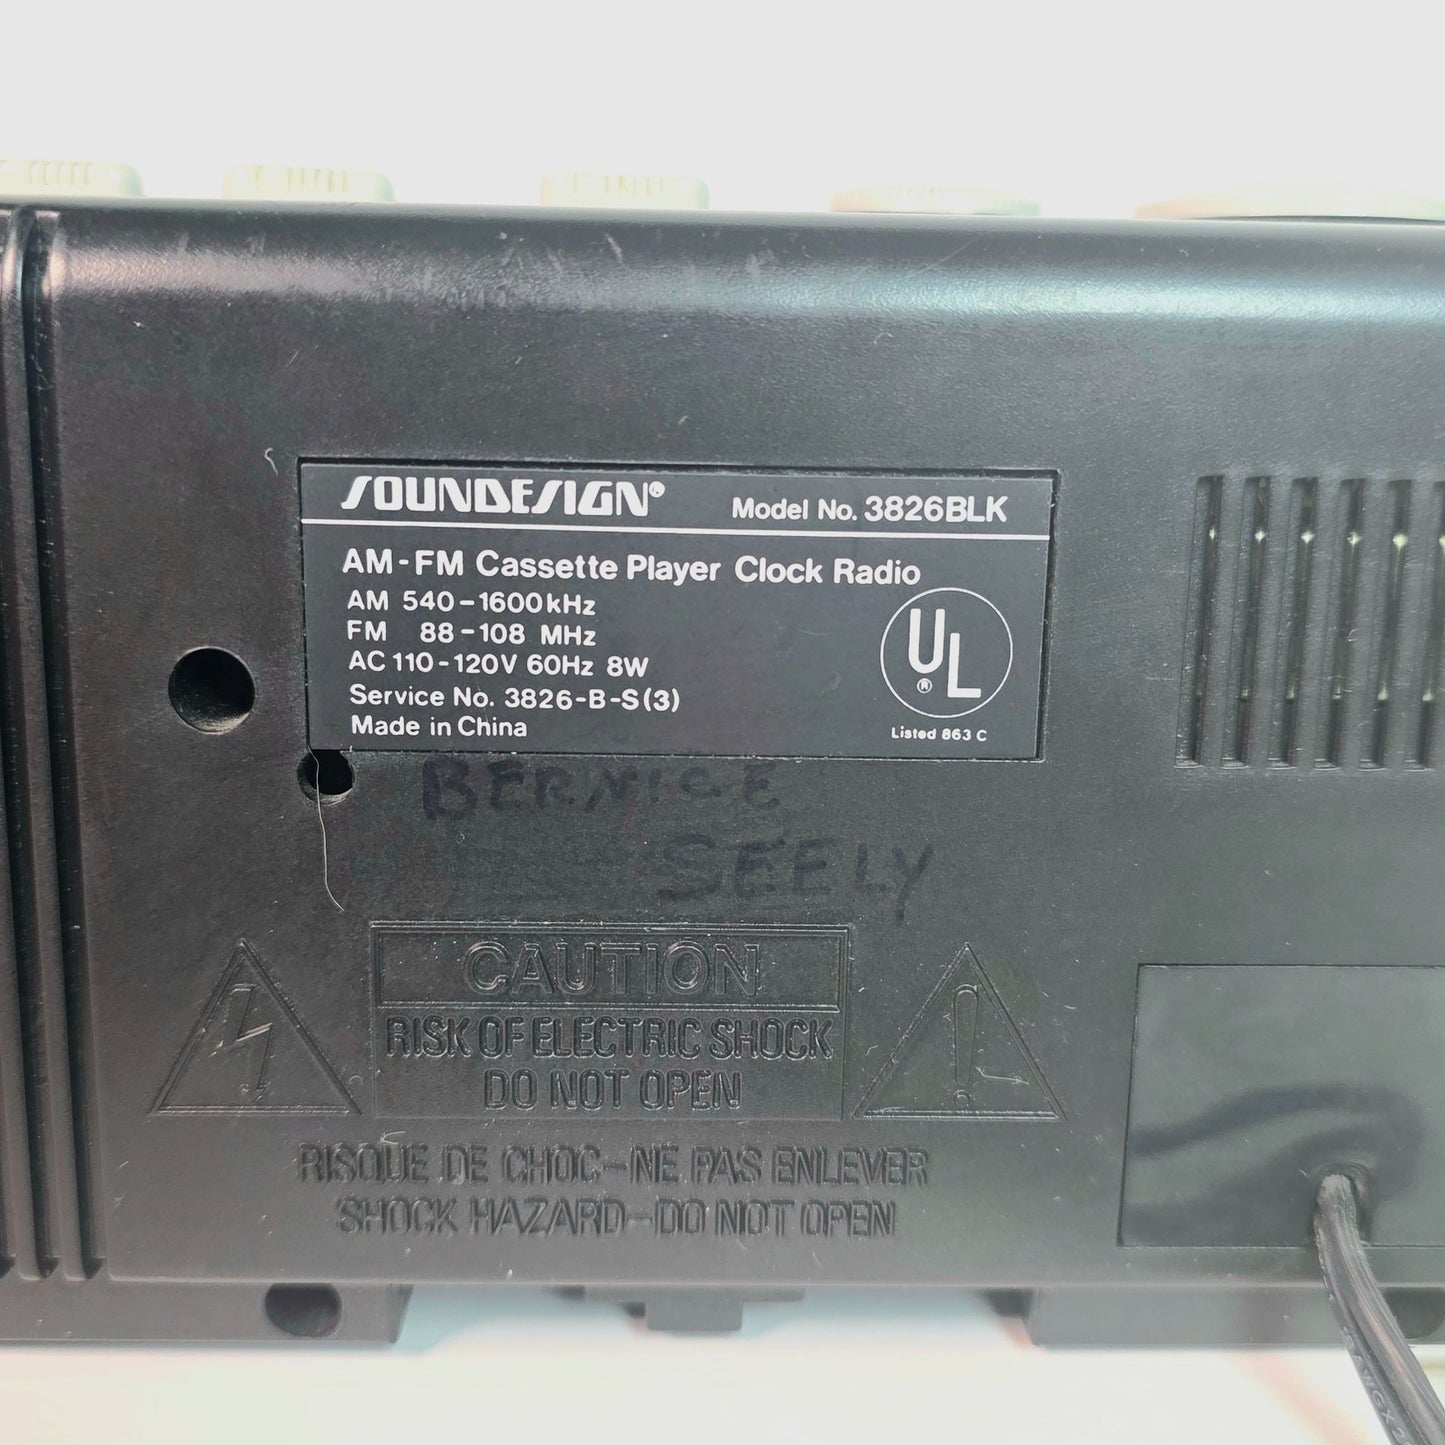 SOUNDESIGN® Model No. 3826BLK
AM-FM Cassette Player Clock Radio
AM 540-1600kHz
FM 88-108 MHz
AC 110-120V 60Hz 8W
Service No. 3826-B-S(3)
Made in China
UL®
Listed 863 C
BERNICE
SEELY
CAUTION
RISK OF ELECTRIC SHOCK
DO NOT OPEN
RISQUE DE CHOC-NE PAS ENLEVER
SHOCK HAZARD-DO NOT OPEN